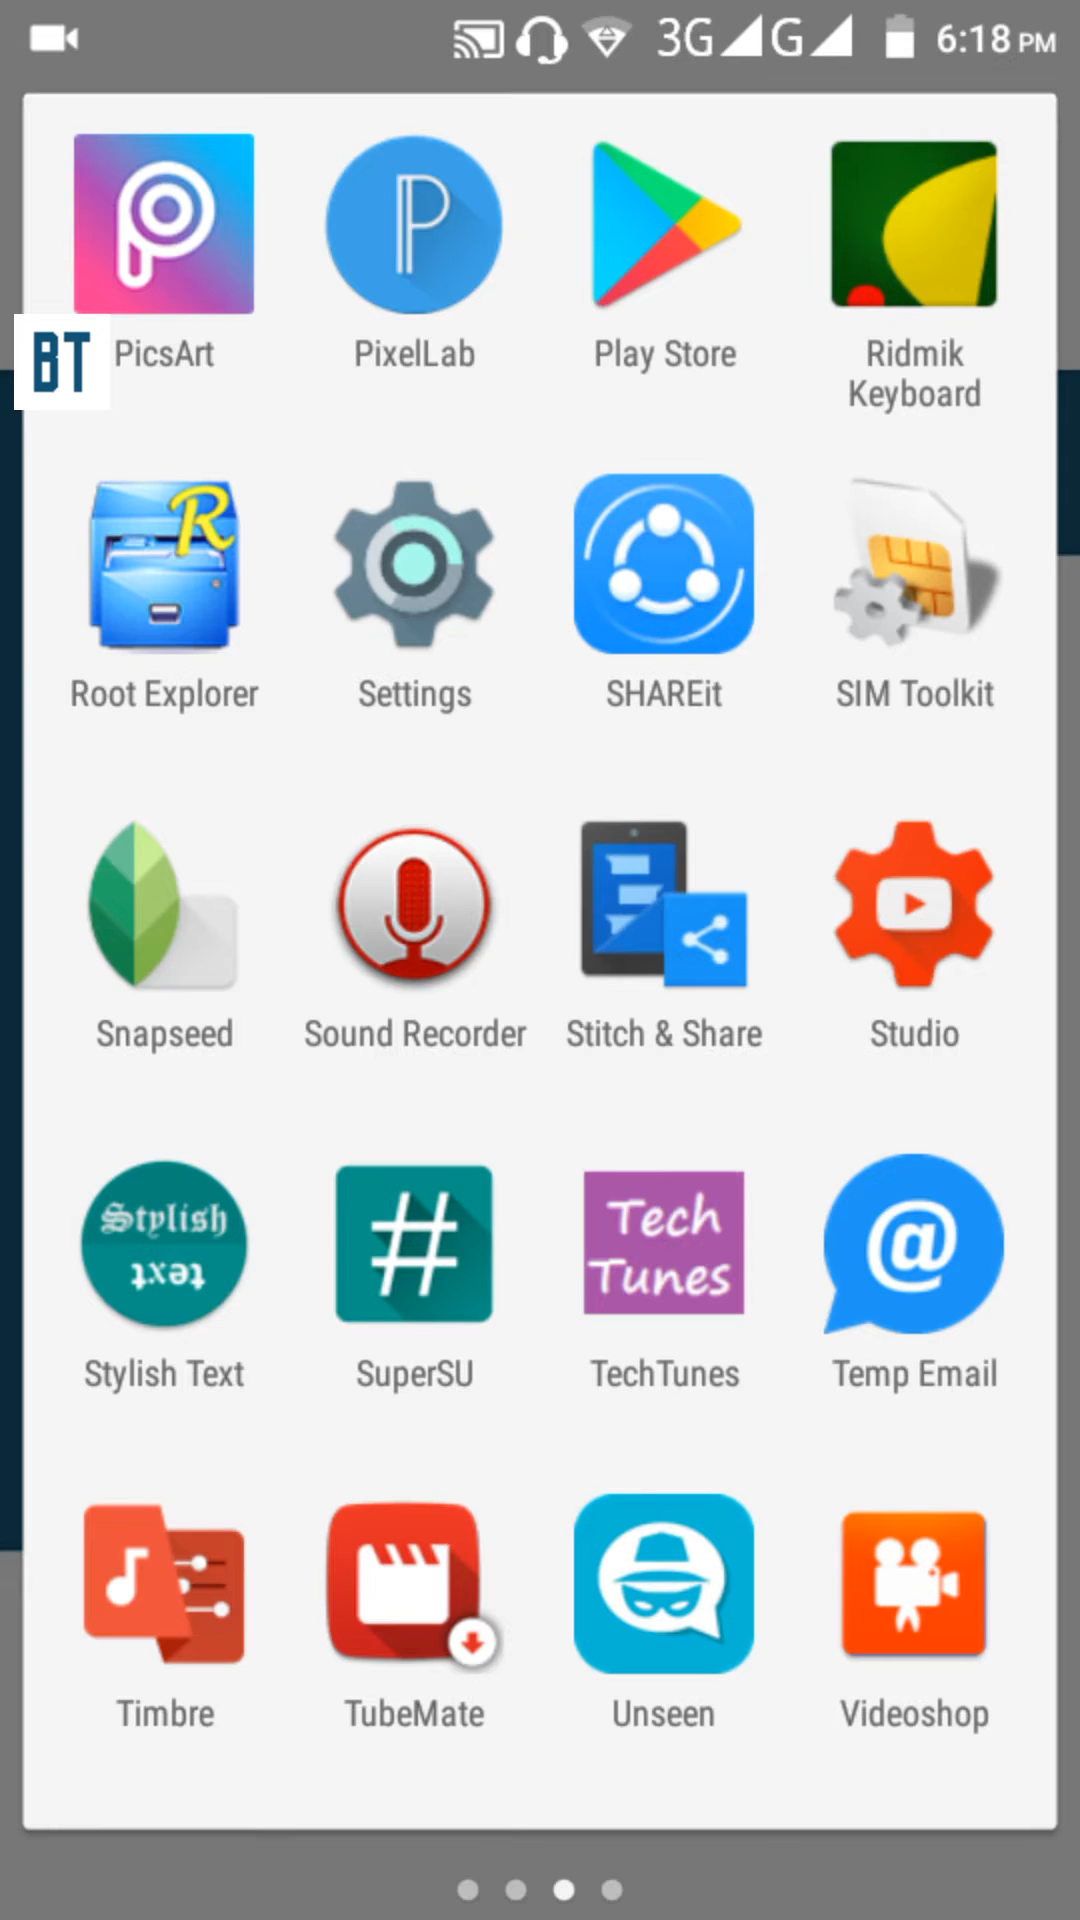 3G G 6:18 PM
BT
PicsArt PixelLab Play Store Ridmik Keyboard
R
Root Explorer Settings SHAREit SIM Toolkit
Snapseed Sound Recorder Stitch & Share Studio
Stylish text
#
Tech Tunes
@
Stylish Text SuperSU TechTunes Temp Email
Timbre TubeMate Unseen Videoshop